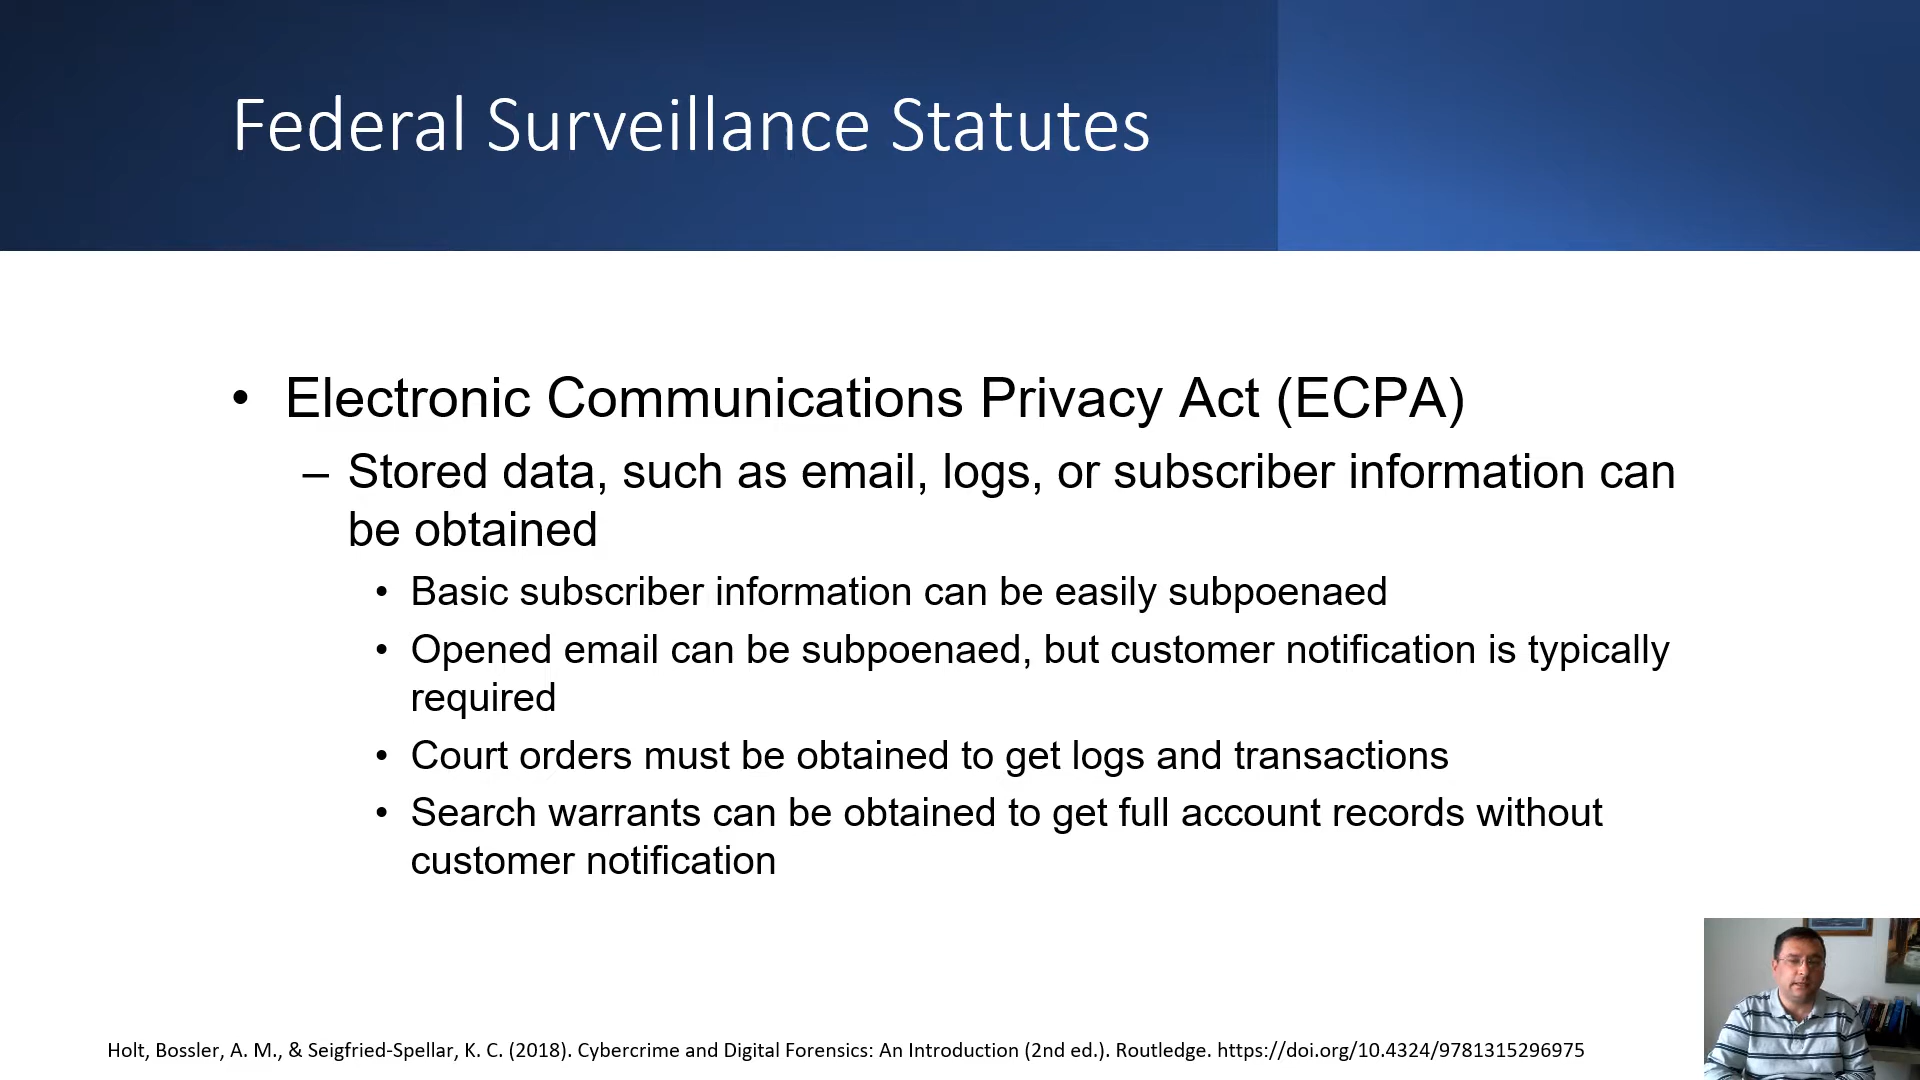 Federal Surveillance Statutes
• Electronic Communications Privacy Act (ECPA)
– Stored data, such as email, logs, or subscriber information can
be obtained
• Basic subscriber information can be easily subpoenaed
• Opened email can be subpoenaed, but customer notification is typically
required
• Court orders must be obtained to get logs and transactions
• Search warrants can be obtained to get full account records without
customer notification
Holt, Bossler, A. M., & Seigfried-Spellar, K. C. (2018). Cybercrime and Digital Forensics: An Introduction (2nd ed.). Routledge. https://doi.org/10.4324/9781315296975